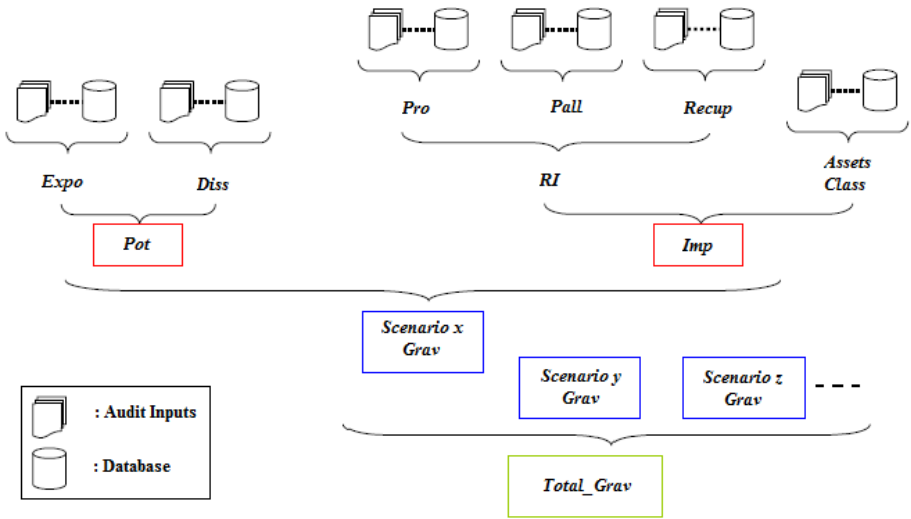 Pro
Pall
Recup
Expo
Diss
RI
Assets
Class
Pot
Imp
Scenario x
Grav
Scenario y
Grav
Scenario z
Grav
: Audit Inputs
: Database
Total_Grav